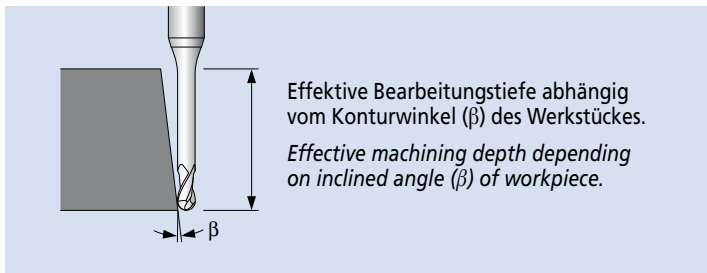 Effektive Bearbeitungstiefe abhängig
vom Konturwinkel (β) des Werkstückes.
Effective machining depth depending
on inclined angle (β) of workpiece.
β